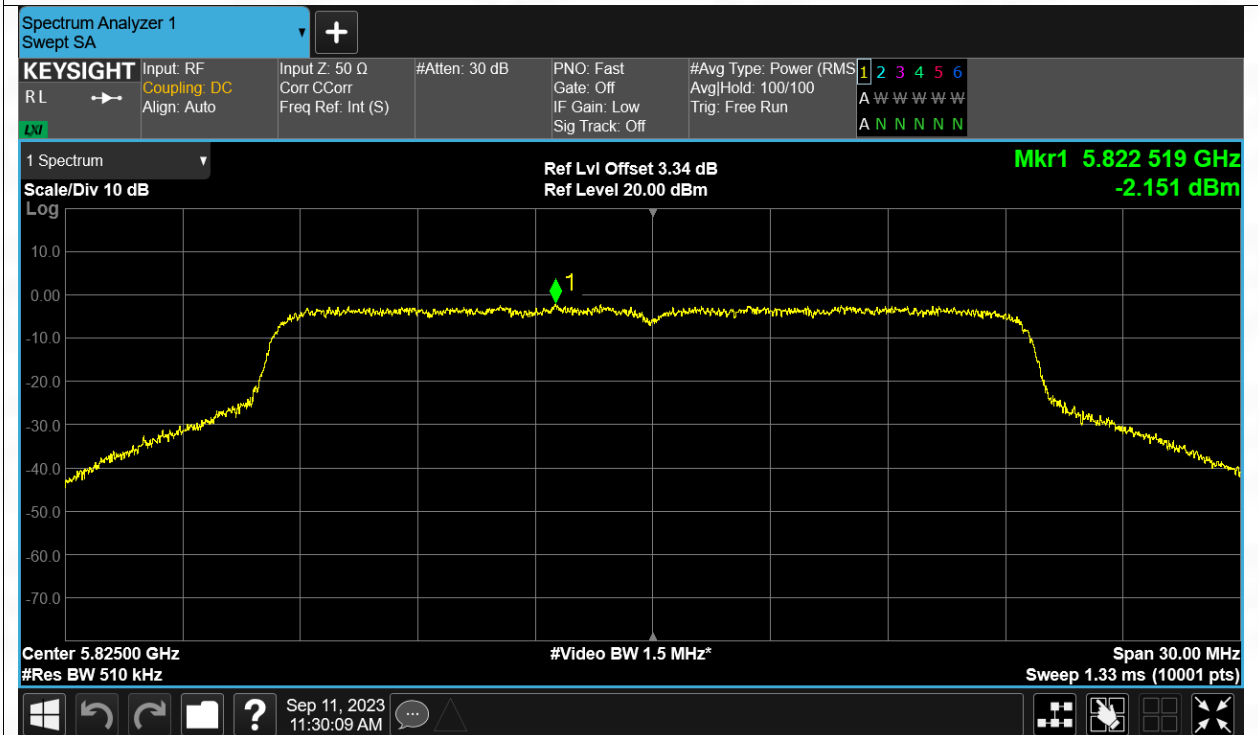 Spectrum Analyzer 1
Swept SA
+
KEYSIGHT
RL
LXI
Input: RF
Coupling: DC
Align: Auto
Input Z: 50 Ω
Corr CCorr
Freq Ref: Int (S)
#Atten: 30 dB
PNO: Fast
Gate: Off
IF Gain: Low
Sig Track: Off
#Avg Type: Power (RMS
Avg|Hold: 100/100
Trig: Free Run
1 2 3 4 5 6
A W W W W W
A N N N N N
1 Spectrum
Scale/Div 10 dB
Log
Ref Lvl Offset 3.34 dB
Ref Level 20.00 dBm
Mkr1 5.822 519 GHz
-2.151 dBm
1
10.0
0.00
-10.0
-20.0
-30.0
-40.0
-50.0
-60.0
-70.0
Center 5.82500 GHz
#Res BW 510 kHz
#Video BW 1.5 MHz*
Span 30.00 MHz
Sweep 1.33 ms (10001 pts)
?
Sep 11, 2023
11:30:09 AM